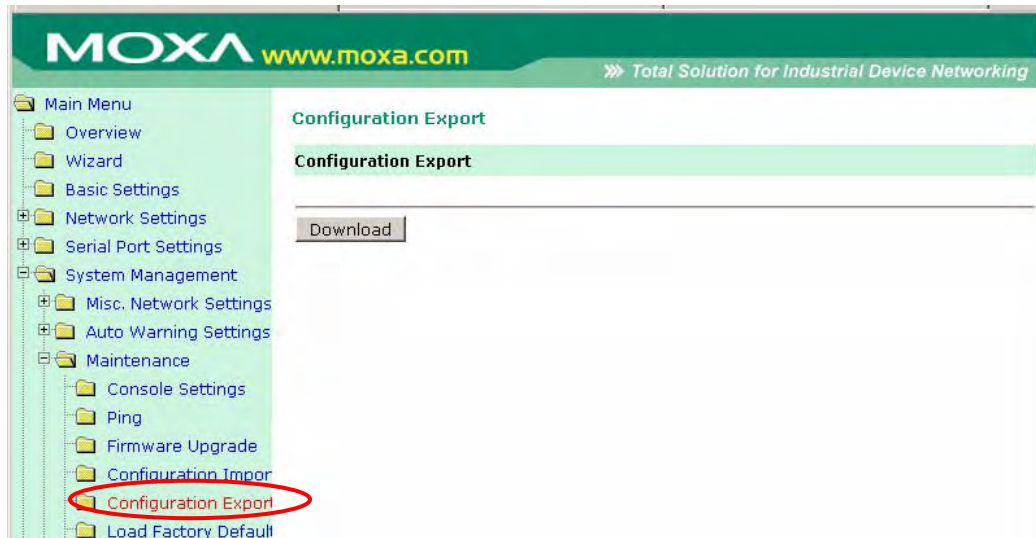 MOXA www.moxa.com
Total Solution for Industrial Device Networking
Main Menu
Overview
Wizard
Basic Settings
Network Settings
Serial Port Settings
System Management
Misc. Network Settings
Auto Warning Settings
Maintenance
Console Settings
Ping
Firmware Upgrade
Configuration Impor
Configuration Export
Load Factory Default
Configuration Export
Configuration Export
Download